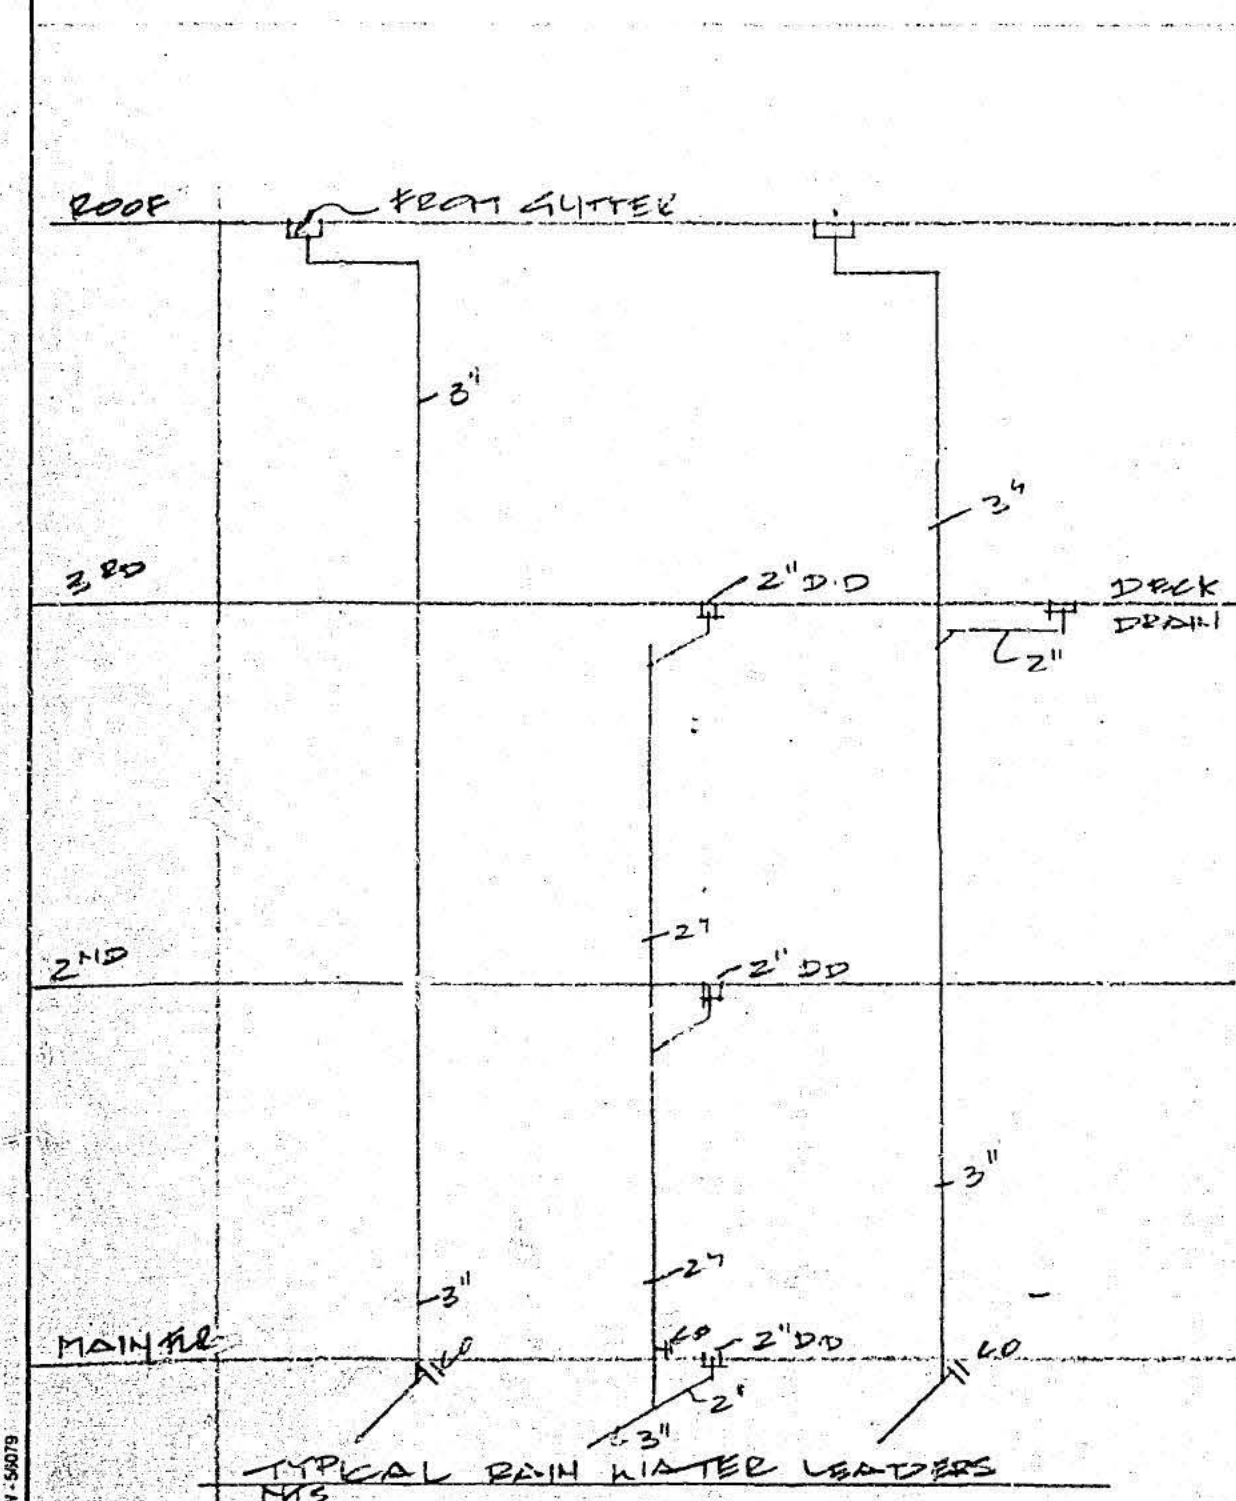 ROOF
FROM GUTTER
3"
3"
3RD
2" D.D
DECK
DRAIN
2"
2"
2ND
2" DD
3"
2"
3"
MAIN FLR
CO
CO
2" D.D
CO
2"
3"
TYPICAL RAIN WATER LEADERS
NTS
56079